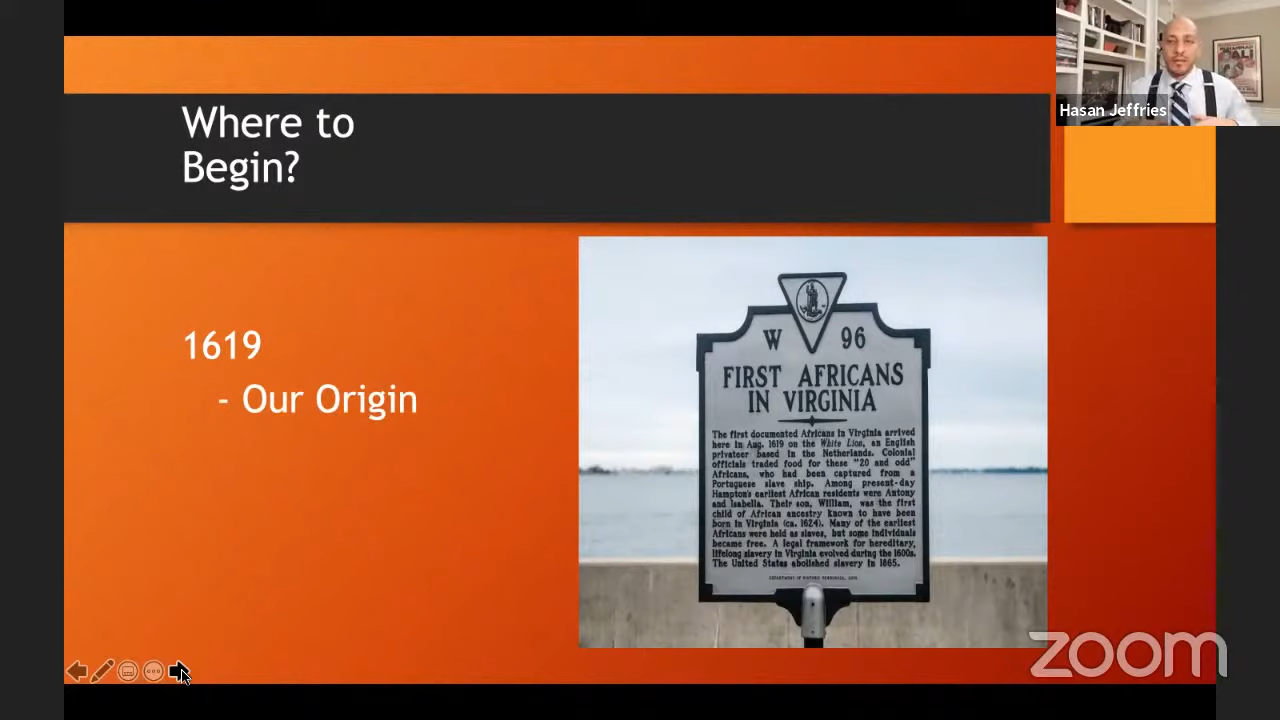 Where to
Begin?
Hasan Jeffries
ALI
1619
- Our Origin
W 96
FIRST AFRICANS
IN VIRGINIA
The first documented Africans in Virginia arrived
here in Aug. 1619 on the White Lion, an English
privateer based in the Netherlands. Colonial
officials traded food for these "20 and odd"
Africans, who had been captured from a
Portuguese slave ship. Among present-day
Hampton's earliest African residents were Antony
and Isabella. Their son, William, was the first
child of African ancestry known to have been
born in Virginia (ca. 1624). Many of the earliest
Africans were held as slaves, but some individuals
became free. A legal framework for hereditary,
lifelong slavery in Virginia evolved during the 1600s.
The United States abolished slavery in 1865.
DEPARTMENT OF HISTORIC RESOURCES,
zoom